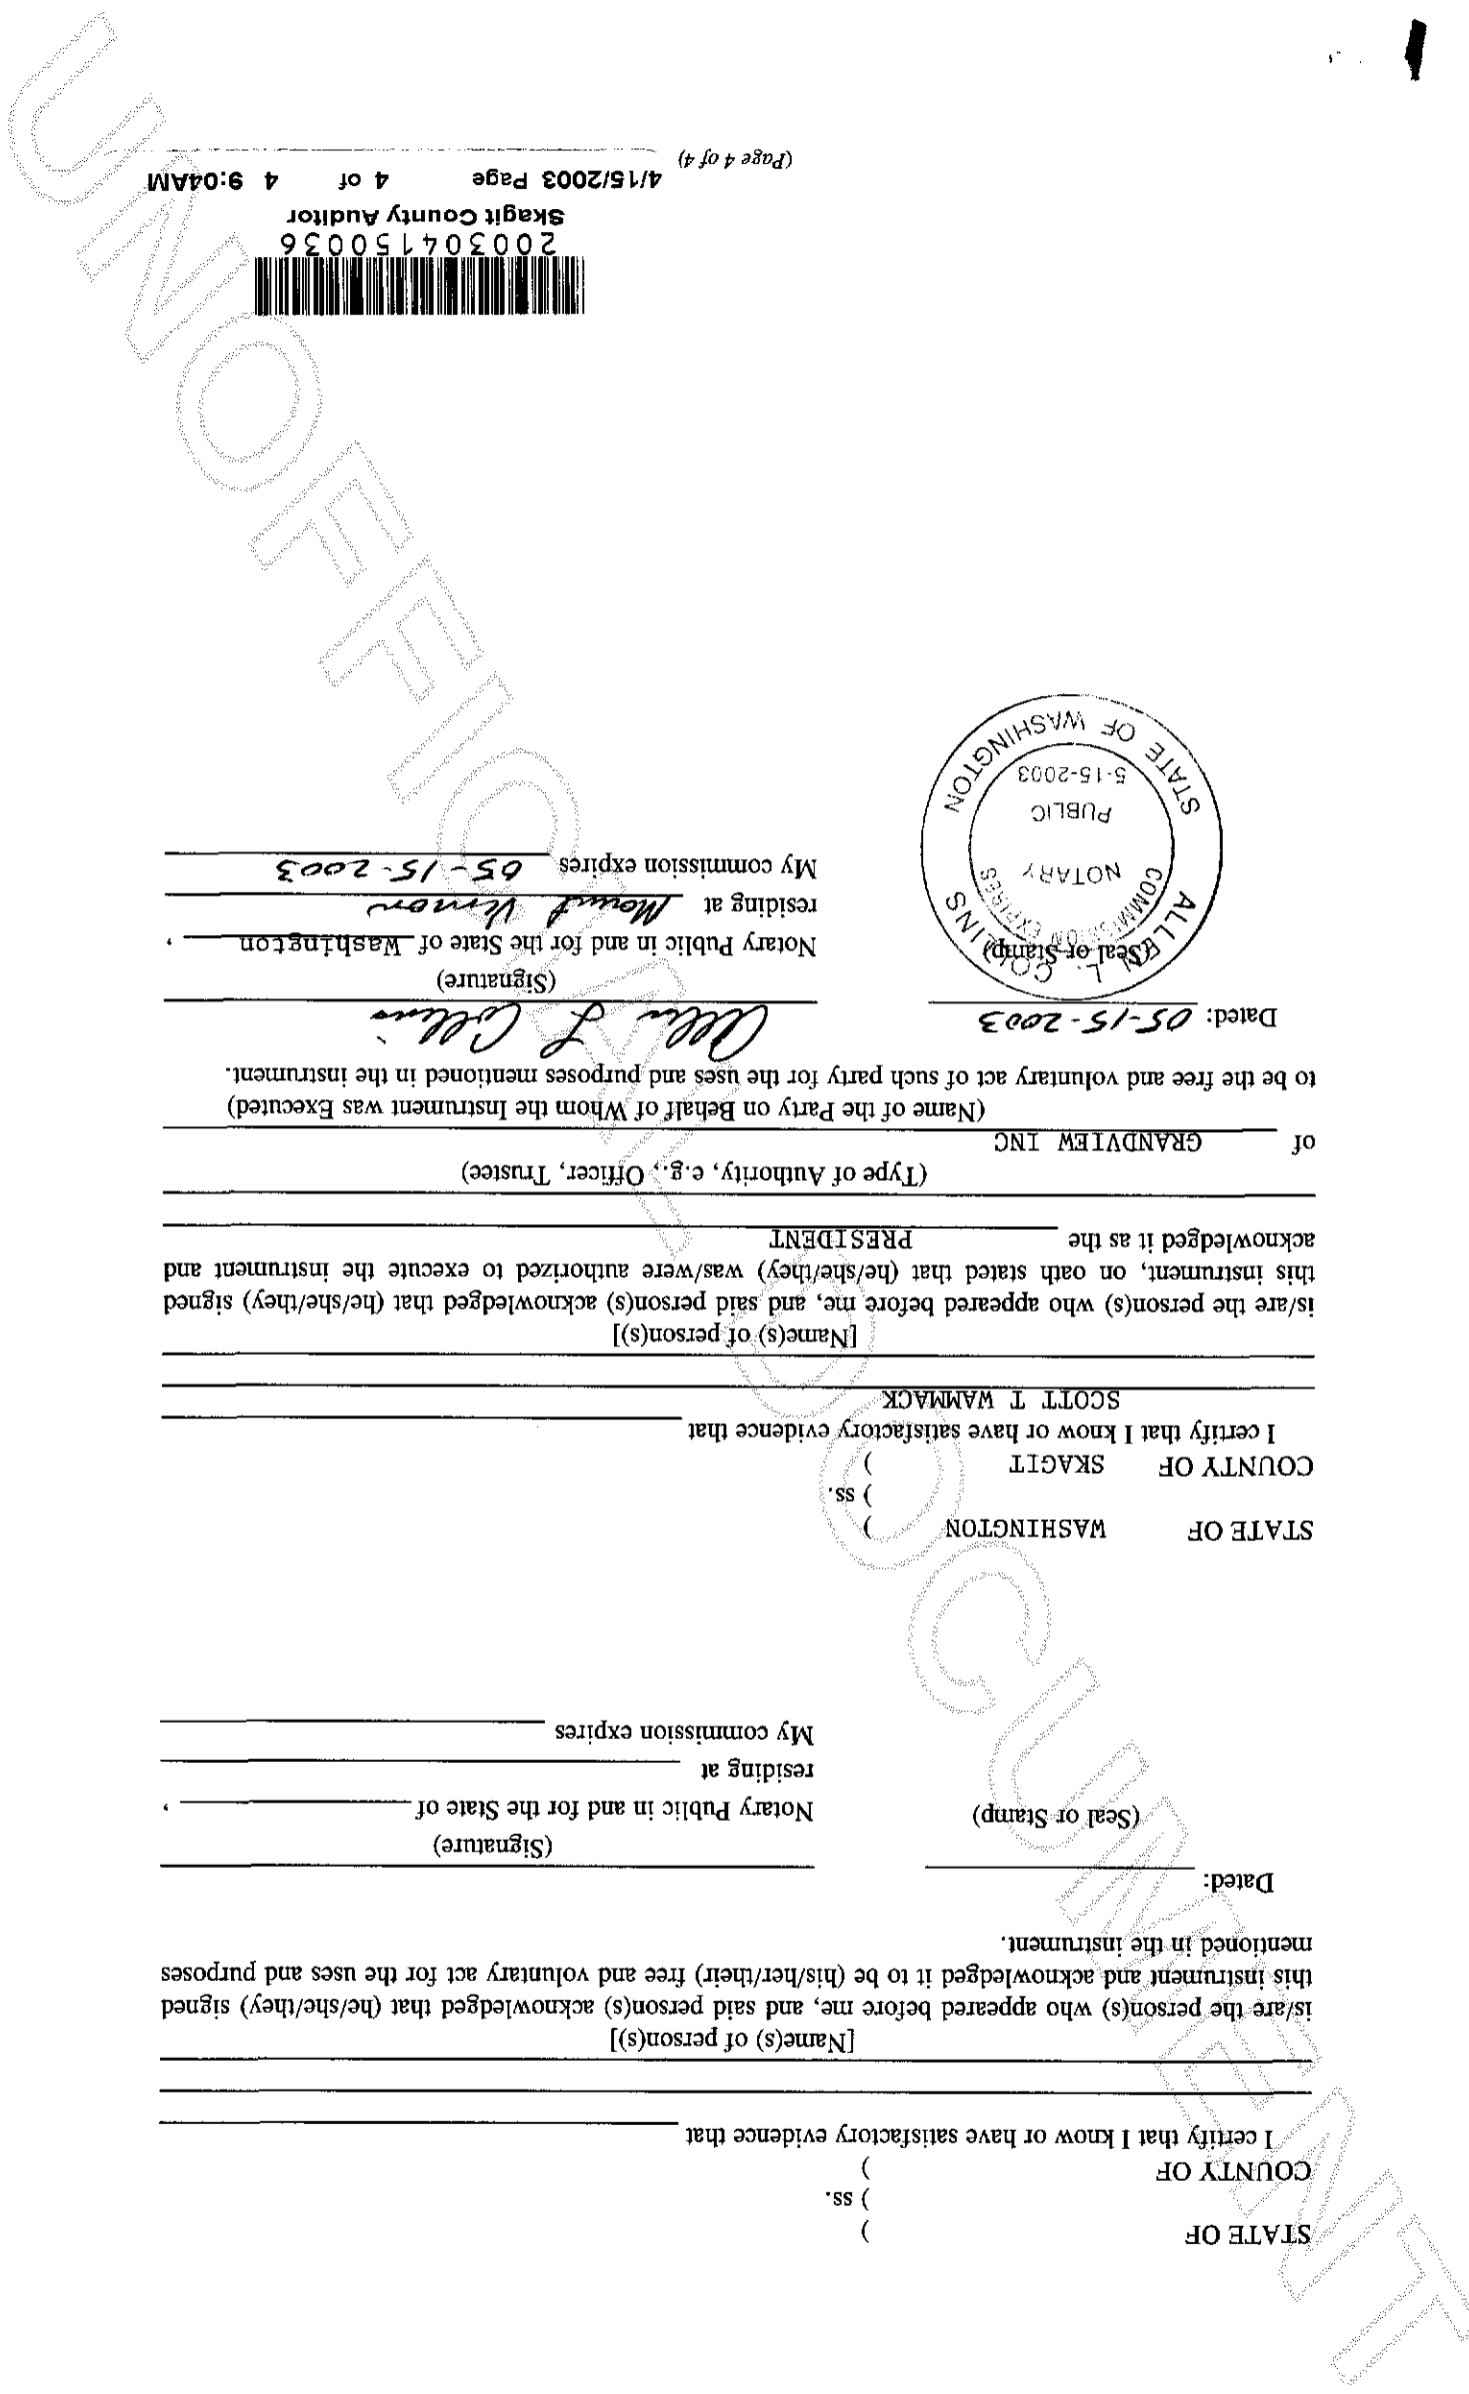 STATE OF )
) ss.
COUNTY OF )
I certify that I know or have satisfactory evidence that
[Name(s) of person(s)]
is/are the person(s) who appeared before me, and said person(s) acknowledged that (he/she/they) signed
this instrument and acknowledged it to be (his/her/their) free and voluntary act for the uses and purposes
mentioned in the instrument.
Dated:
(Signature)
(Seal or Stamp)
Notary Public in and for the State of ,
residing at
My commission expires
STATE OF WASHINGTON )
) ss.
COUNTY OF SKAGIT )
I certify that I know or have satisfactory evidence that
SCOTT T WAMMACK
[Name(s) of person(s)]
is/are the person(s) who appeared before me, and said person(s) acknowledged that (he/she/they) signed
this instrument, on oath stated that (he/she/they) was/were authorized to execute the instrument and
acknowledged it as the PRESIDENT
(Type of Authority, e.g., Officer, Trustee)
of GRANDVIEW INC
(Name of the Party on Behalf of Whom the Instrument was Executed)
to be the free and voluntary act of such party for the uses and purposes mentioned in the instrument.
Dated: 05-15-2003
Allen L Collins
(Signature)
(Seal or Stamp)
Notary Public in and for the State of Washington ,
residing at Mount Vernon
My commission expires 05-15-2003
ALLEN L. COLLINS
COMMISSION EXPIRES
NOTARY
PUBLIC
5-15-2003
STATE OF WASHINGTON
200304150036
Skagit County Auditor
4/15/2003 Page 4 of 4 9:04AM
(Page 4 of 4)
UNOFFICIAL DOCUMENT